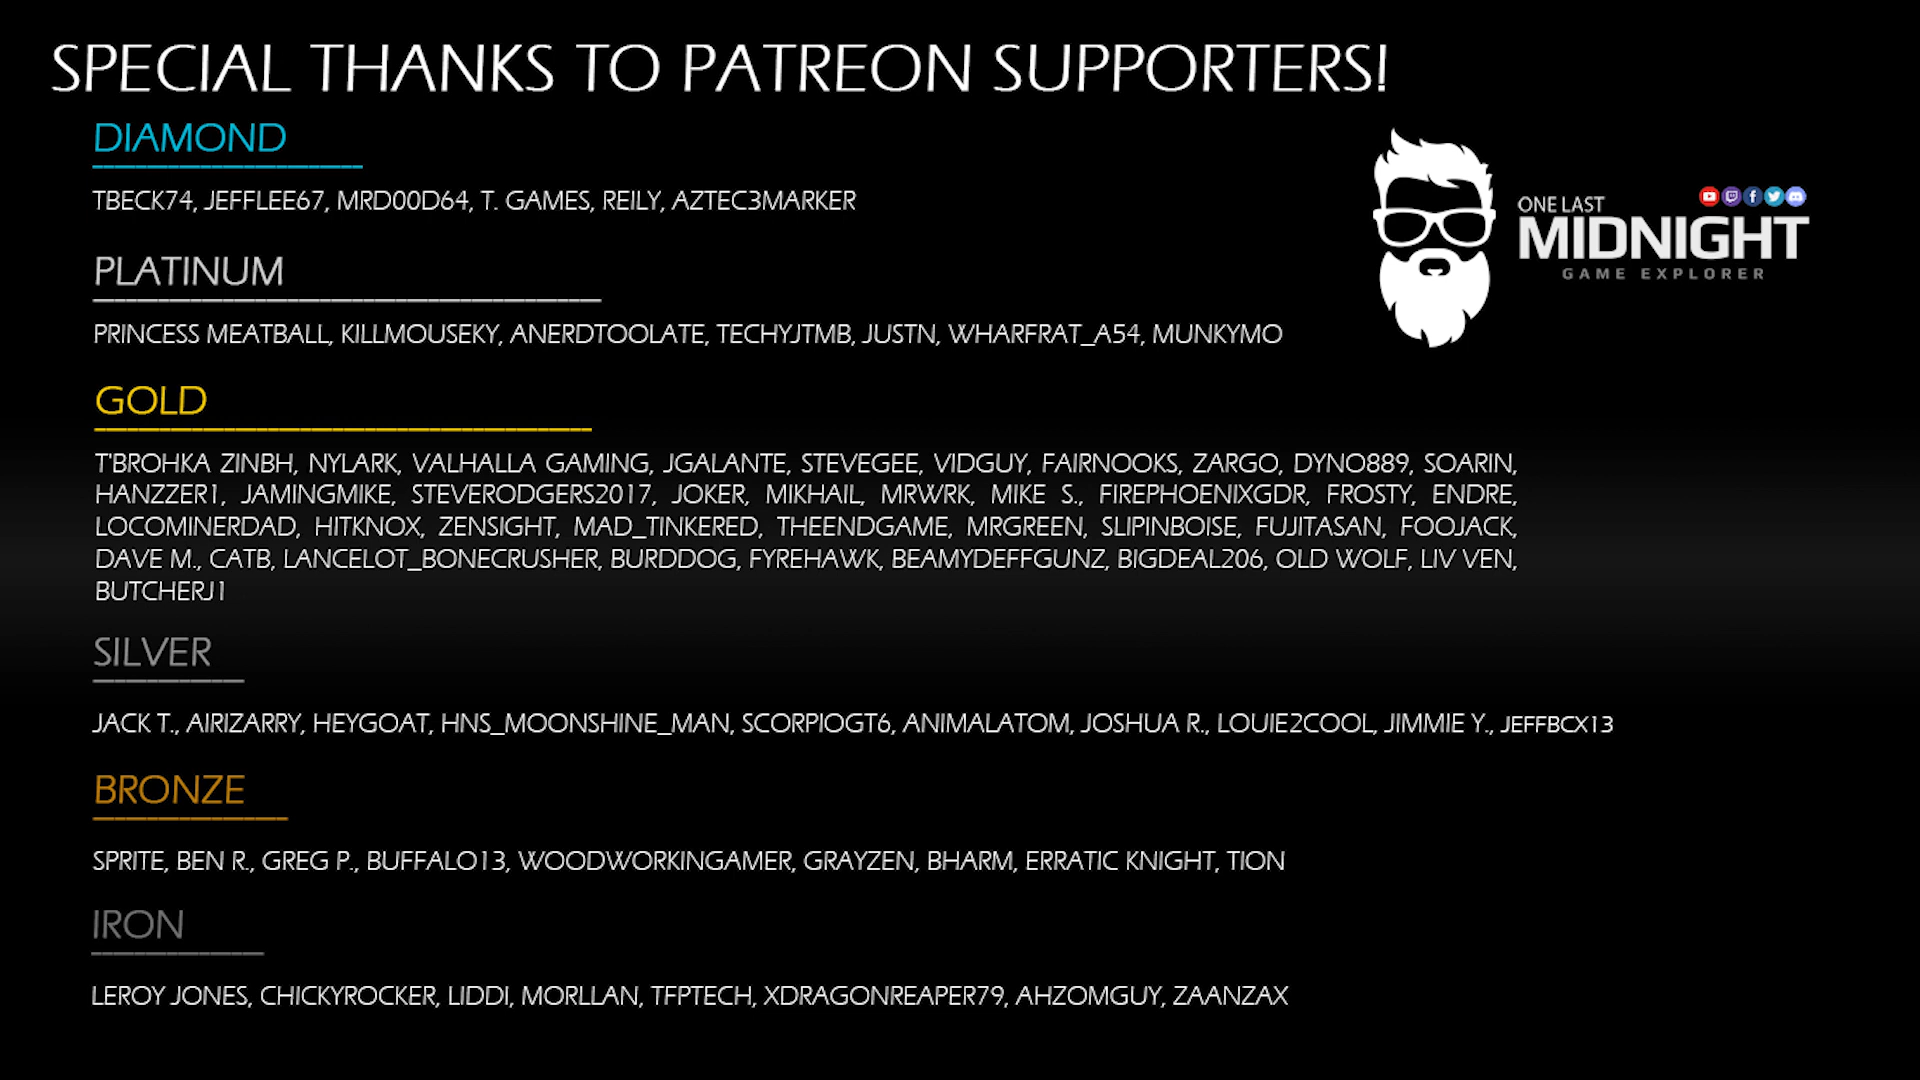 SPECIAL THANKS TO PATREON SUPPORTERS!
DIAMOND
TBECK74, JEFFLEE67, MRD00D64, T. GAMES, REILY, AZTEC3MARKER
ONE LAST
MIDNIGHT
GAME EXPLORER
PLATINUM
PRINCESS MEATBALL, KILLMOUSEKY, ANERDTOOLATE, TECHYJTMB, JUSTN, WHARFRAT_A54, MUNKYMO
GOLD
T'BROHKA ZINBH, NYLARK, VALHALLA GAMING, JGALANTE, STEVEGEE, VIDGUY, FAIRNOOKS, ZARGO, DYNO889, SOARIN,
HANZZER1, JAMINGMIKE, STEVERODGERS2017, JOKER, MIKHAIL, MRWRK, MIKE S., FIREPHOENIXGDR, FROSTY, ENDRE,
LOCOMINERDAD, HITKNOX, ZENSIGHT, MAD_TINKERED, THEENDGAME, MRGREEN, SLIPINBOISE, FUJITASAN, FOOJACK,
DAVE M., CATB, LANCELOT_BONECRUSHER, BURDDOG, FYREHAWK, BEAMYDEFFGUNZ, BIGDEAL206, OLD WOLF, LIV VEN,
BUTCHERJ1
SILVER
JACK T., AIRIZARRY, HEYGOAT, HNS_MOONSHINE_MAN, SCORPIOGT6, ANIMALATOM, JOSHUA R., LOUIE2COOL, JIMMIE Y., JEFFBCX13
BRONZE
SPRITE, BEN R., GREG P., BUFFALO13, WOODWORKINGAMER, GRAYZEN, BHARM, ERRATIC KNIGHT, TION
IRON
LEROY JONES, CHICKYROCKER, LIDDI, MORLLAN, TFPTECH, XDRAGONREAPER79, AHZOMGUY, ZAANZAX